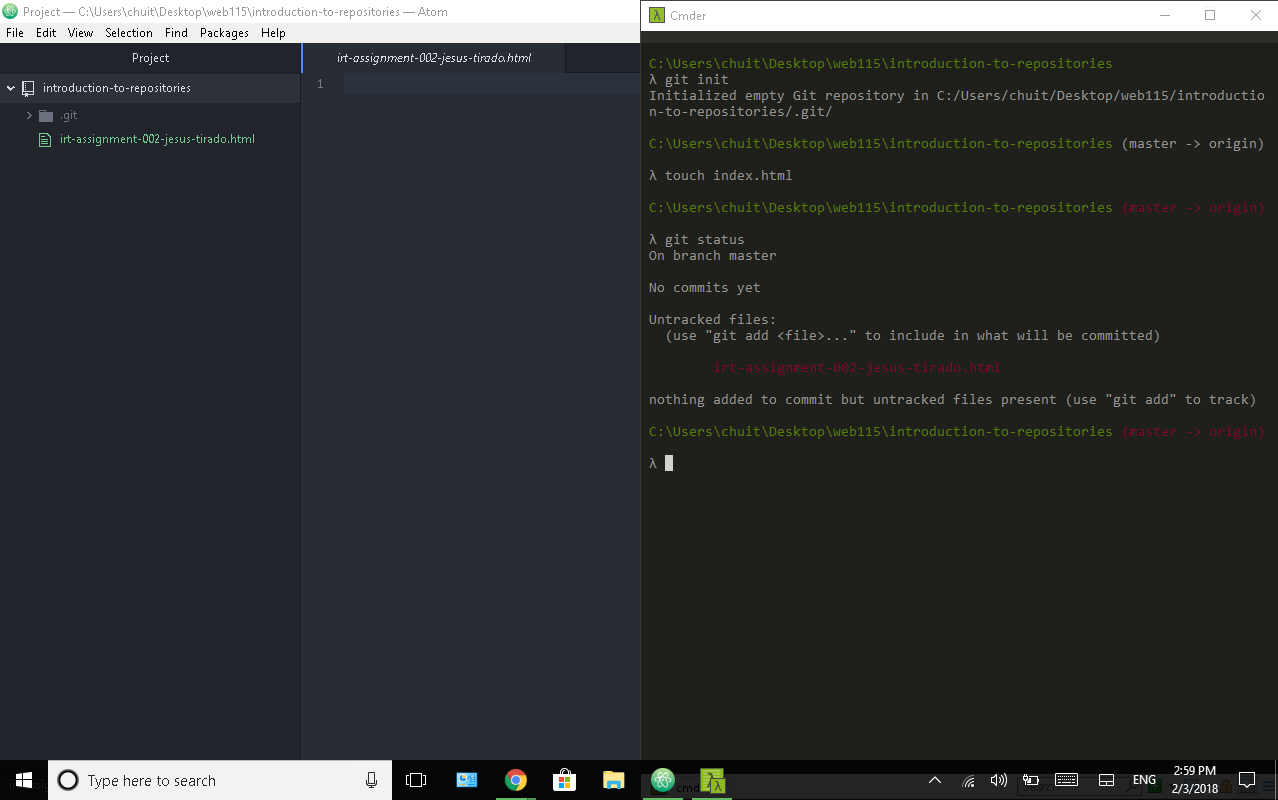 Project — C:\Users\chuit\Desktop\web115\introduction-to-repositories — Atom
File Edit View Selection Find Packages Help
Project
introduction-to-repositories
.git
irt-assignment-002-jesus-tirado.html
irt-assignment-002-jesus-tirado.html
1
λ Cmder
C:\Users\chuit\Desktop\web115\introduction-to-repositories
λ git init
Initialized empty Git repository in C:/Users/chuit/Desktop/web115/introductio
n-to-repositories/.git/
C:\Users\chuit\Desktop\web115\introduction-to-repositories (master -> origin)
λ touch index.html
C:\Users\chuit\Desktop\web115\introduction-to-repositories (master -> origin)
λ git status
On branch master
No commits yet
Untracked files:
(use "git add <file>..." to include in what will be committed)
irt-assignment-002-jesus-tirado.html
nothing added to commit but untracked files present (use "git add" to track)
C:\Users\chuit\Desktop\web115\introduction-to-repositories (master -> origin)
λ
Type here to search
λ
ENG
2:59 PM
2/3/2018